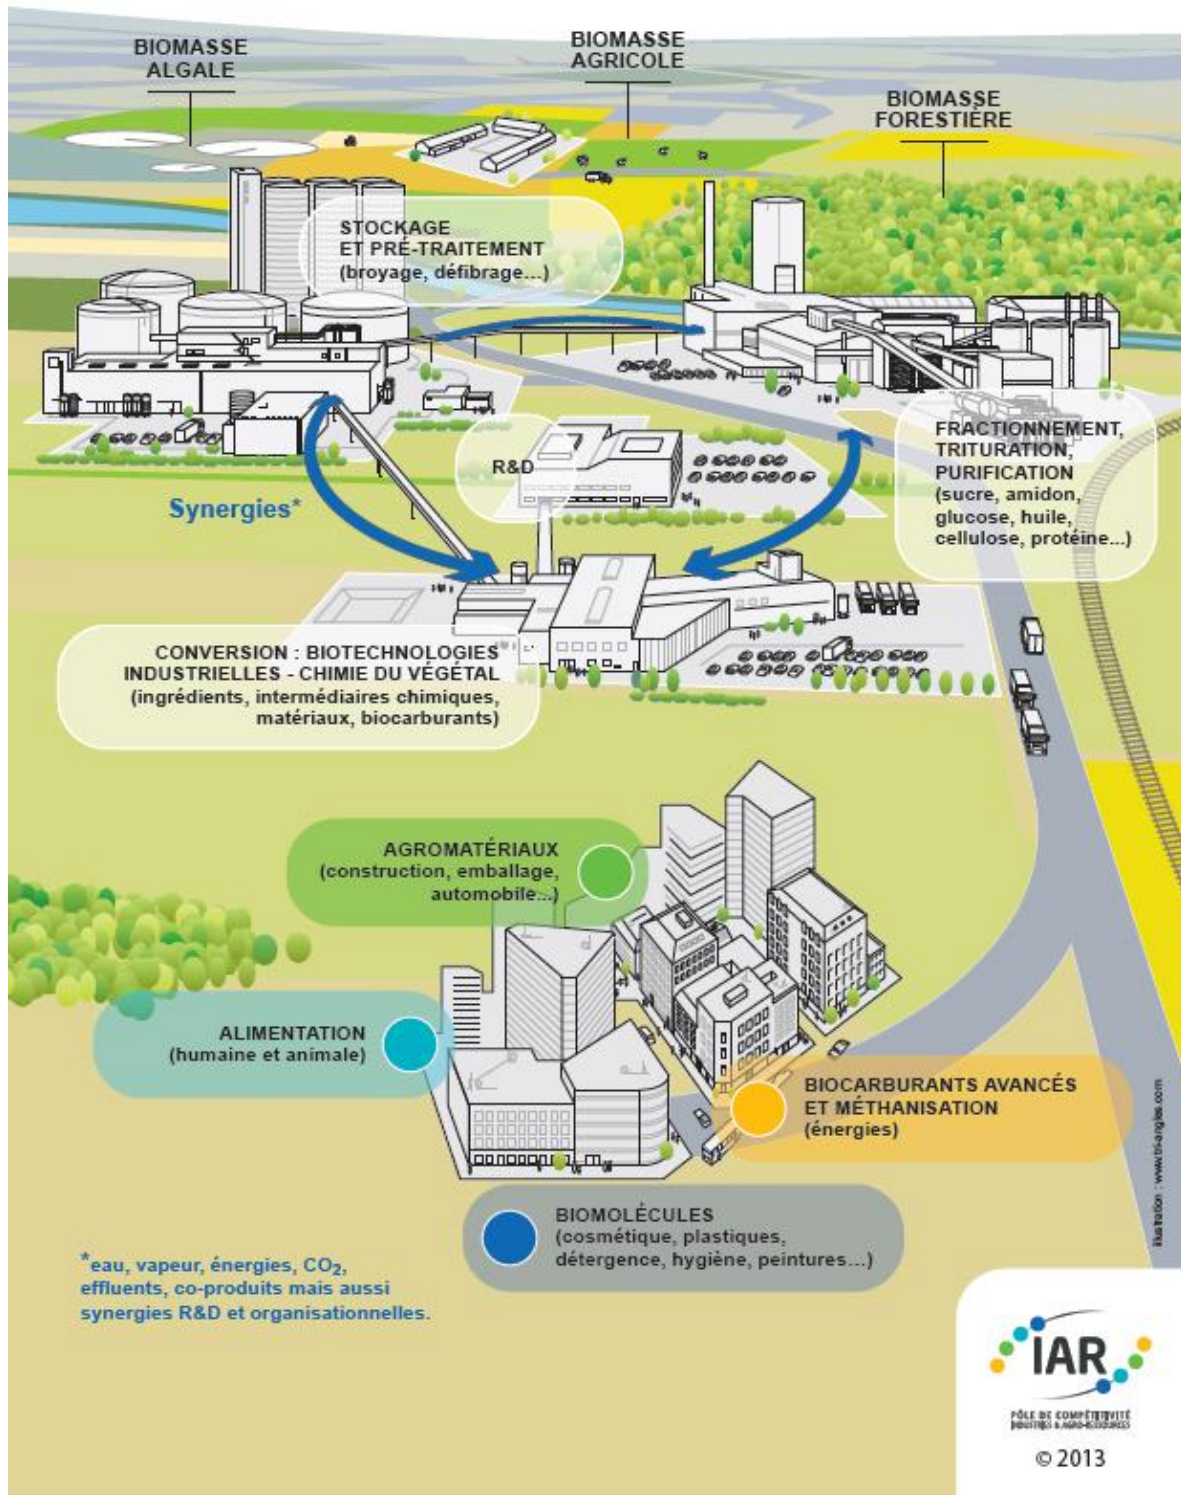 BIOMASSE
ALGALE
BIOMASSE
AGRICOLE
BIOMASSE
FORESTIÈRE
STOCKAGE
ET PRÉ-TRAITEMENT
(broyage, défibrage...)
R&D
FRACTIONNEMENT,
TRITURATION,
PURIFICATION
(sucre, amidon,
glucose, huile,
cellulose, protéine...)
Synergies*
CONVERSION : BIOTECHNOLOGIES
INDUSTRIELLES - CHIMIE DU VÉGÉTAL
(ingrédients, intermédiaires chimiques,
matériaux, biocarburants)
AGROMATÉRIAUX
(construction, emballage,
automobile...)
ALIMENTATION
(humaine et animale)
BIOCARBURANTS AVANCÉS
ET MÉTHANISATION
(énergies)
BIOMOLÉCULES
(cosmétique, plastiques,
détergence, hygiène, peintures...)
*eau, vapeur, énergies, CO₂,
effluents, co-produits mais aussi
synergies R&D et organisationnelles.
illustration : www.tri-angles.com
IAR
PÔLE DE COMPÉTITIVITÉ
INDUSTRIES & AGRO-RESSOURCES
© 2013